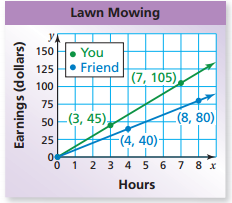 Lawn Mowing
y
Earnings (dollars)
150
125
100
75
50
25
0
You
Friend
(7, 105)
(3, 45)
(8, 80)
(4, 40)
0 1 2 3 4 5 6 7 8 x
Hours